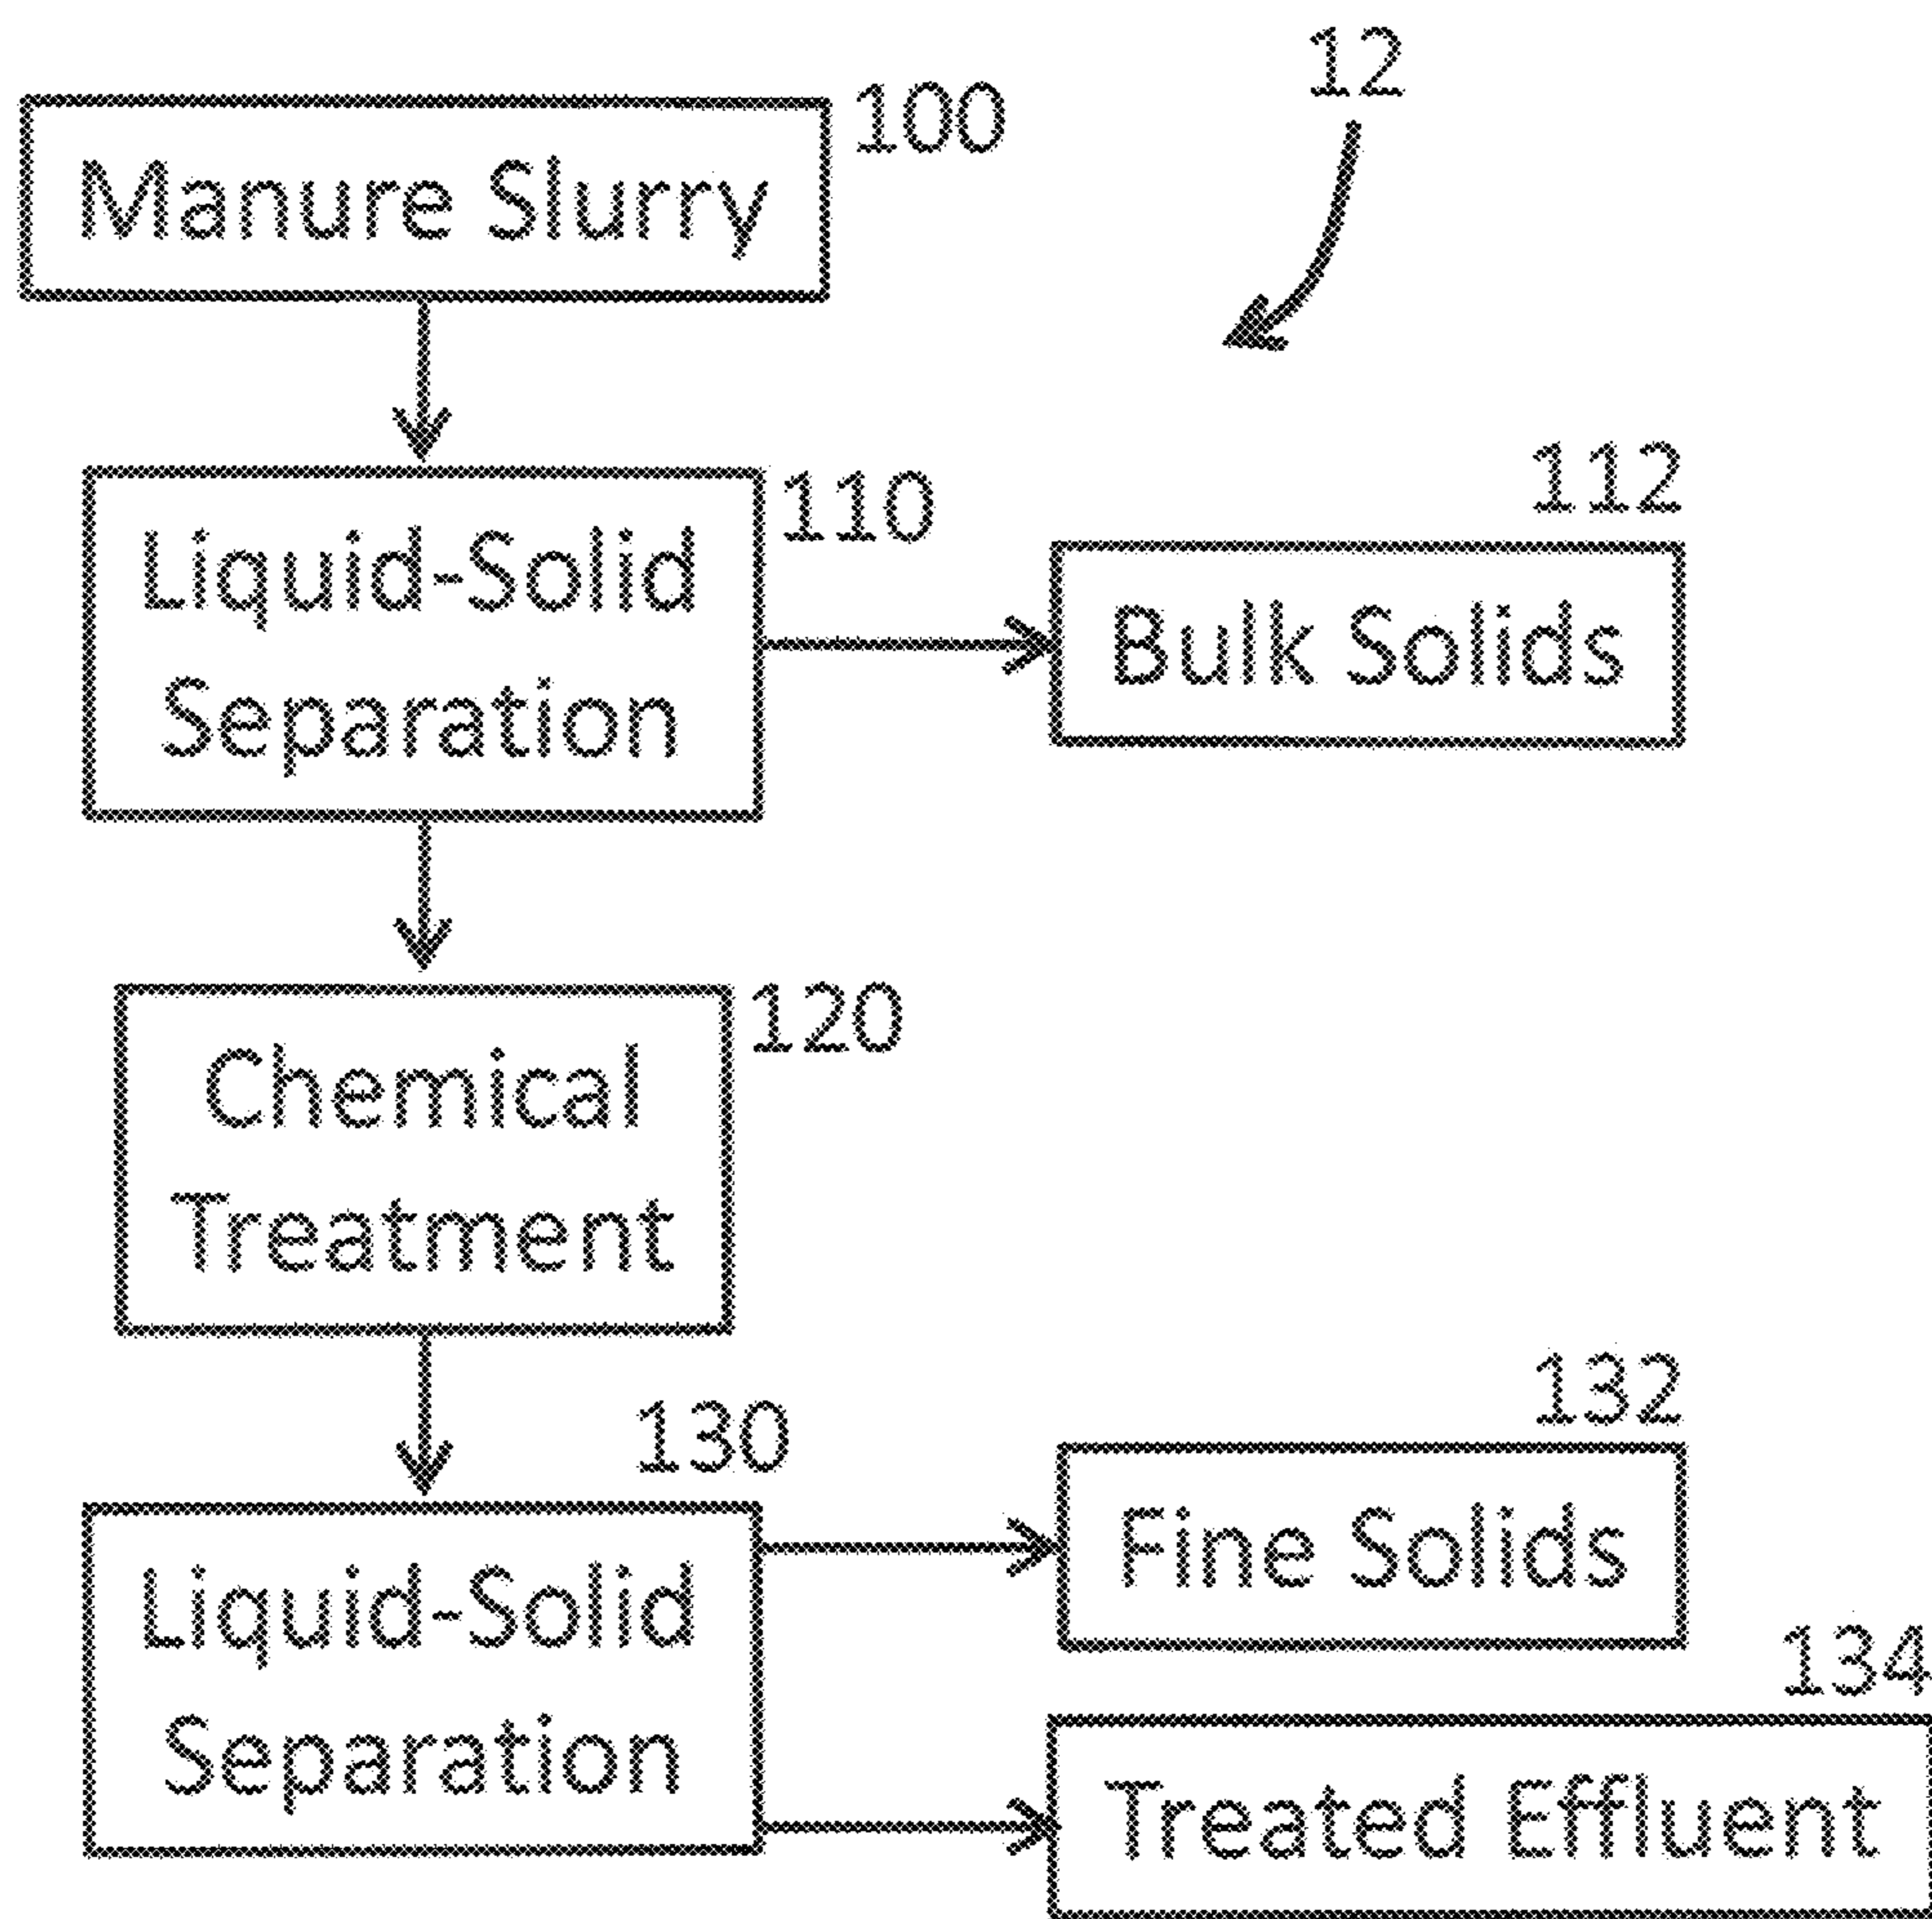 12
100
Manure Slurry
110
Liquid-Solid
Separation
112
Bulk Solids
120
Chemical
Treatment
130
Liquid-Solid
Separation
132
Fine Solids
134
Treated Effluent